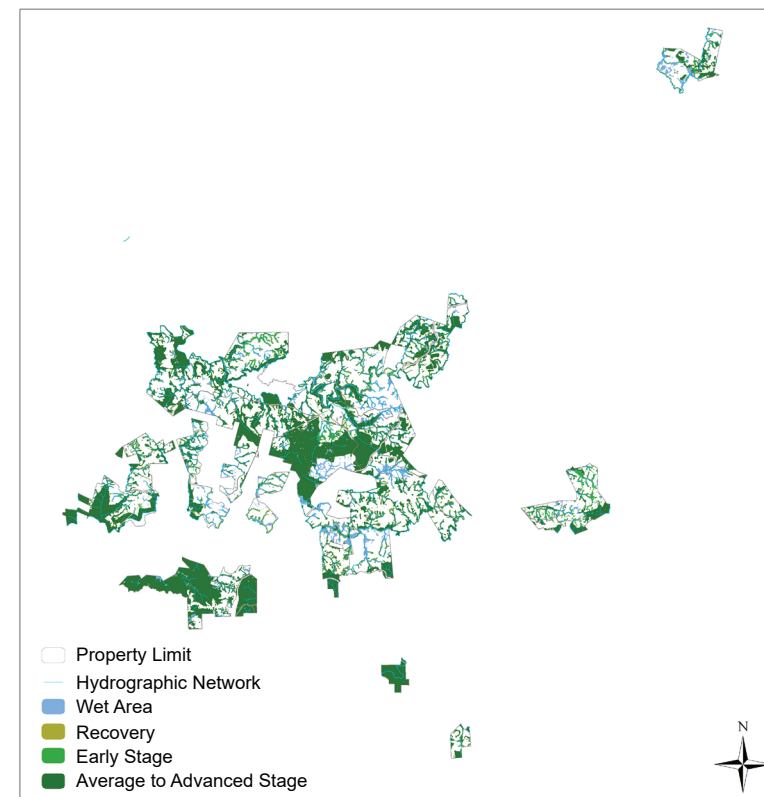 N
Property Limit
Hydrographic Network
Wet Area
Recovery
Early Stage
Average to Advanced Stage